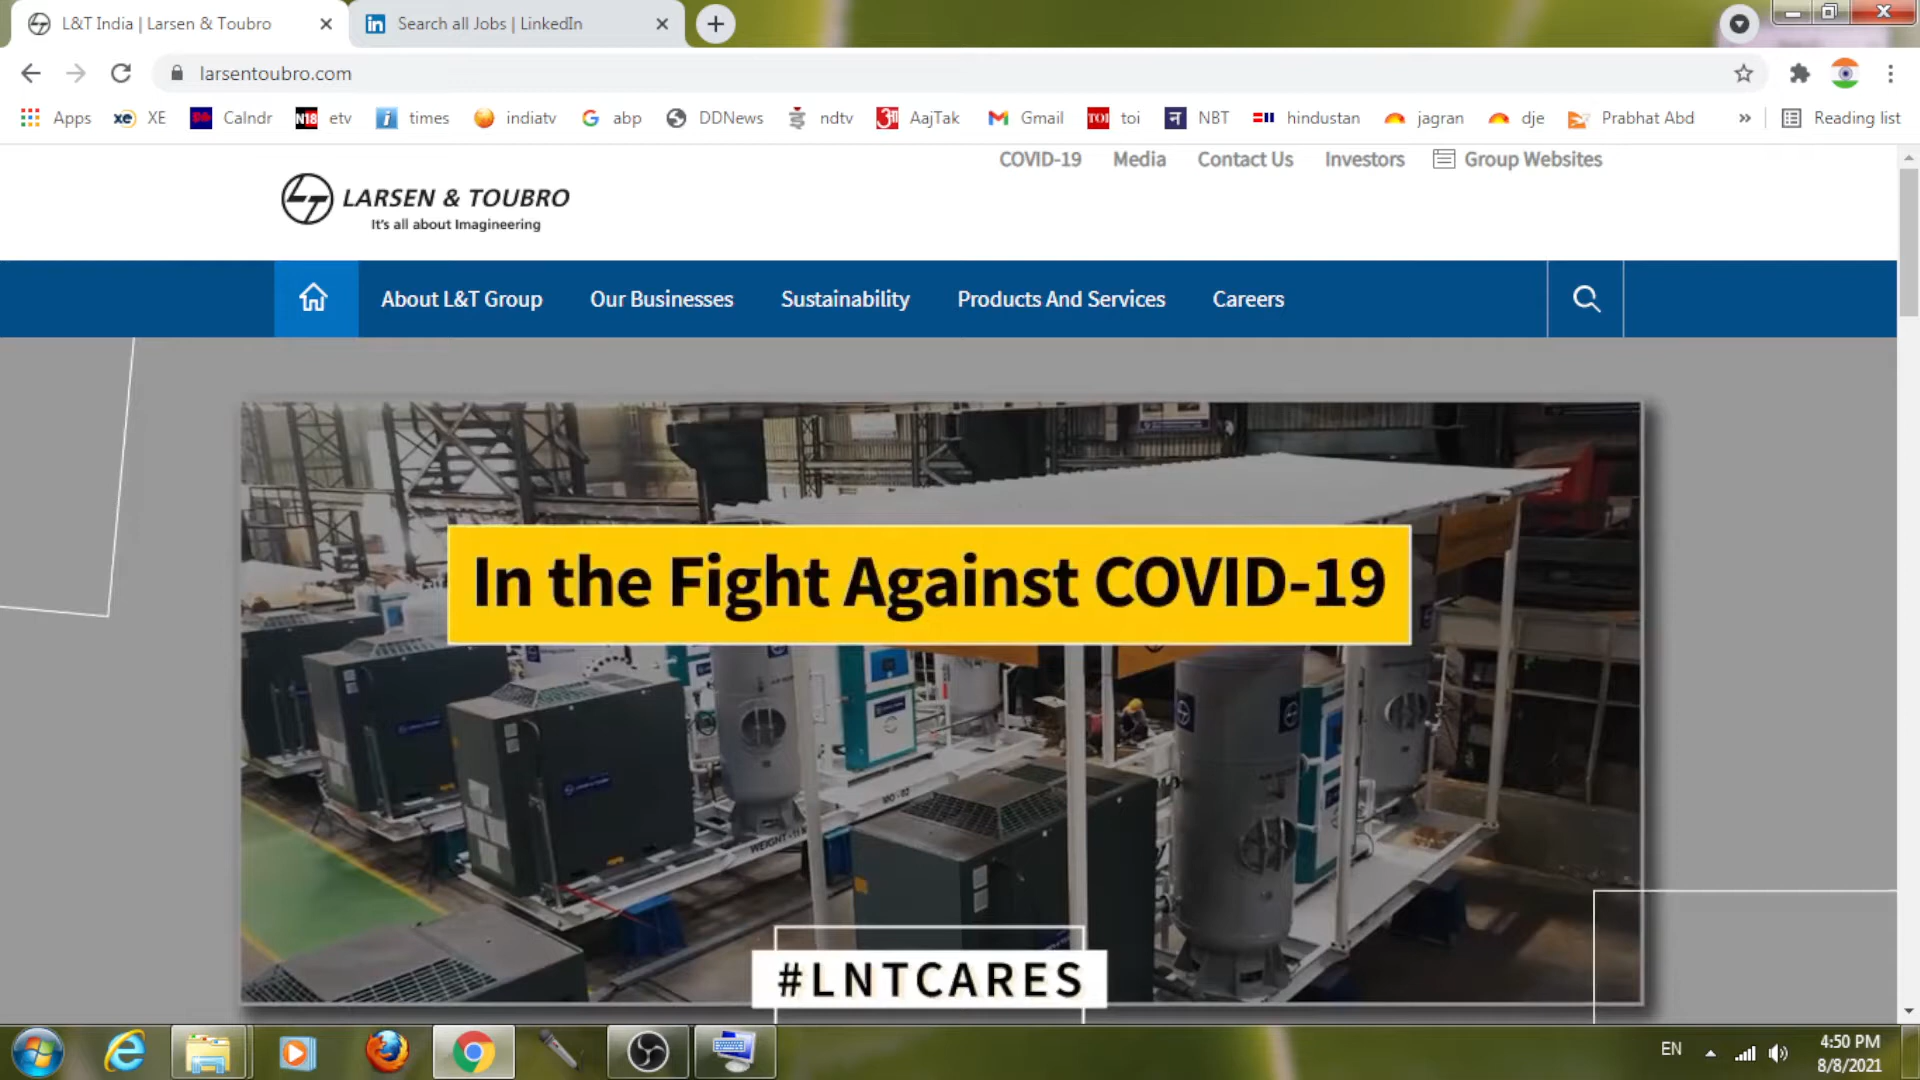 L&T India | Larsen & Toubro
Search all Jobs | LinkedIn
larsentoubro.com
Apps XE Calndr etv times indiatv abp DDNews ndtv AajTak Gmail toi NBT hindustan jagran dje Prabhat Abd » Reading list
COVID-19 Media Contact Us Investors Group Websites
LARSEN & TOUBRO
It's all about Imagineering
About L&T Group Our Businesses Sustainability Products And Services Careers
In the Fight Against COVID-19
MO-02
#LNTCARES
EN
4:50 PM
8/8/2021